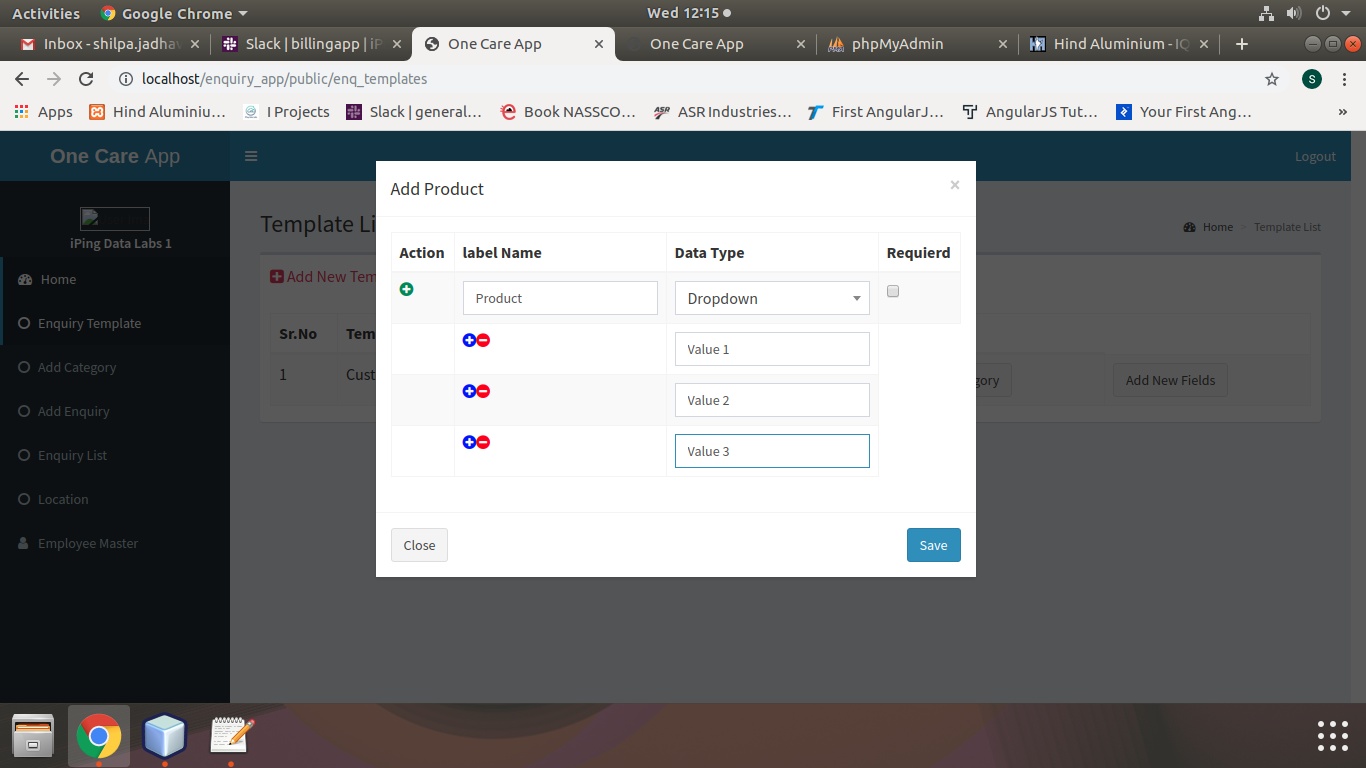 Activities Google Chrome Wed 12:15
Inbox - shilpa.jadhav Slack | billingapp | iP One Care App One Care App phpMyAdmin Hind Aluminium - IQ
localhost/enquiry_app/public/enq_templates S
Apps Hind Aluminiu... I Projects Slack | general... Book NASSCO... ASR ASR Industries... First AngularJ... AngularJS Tut... Your First Ang... »
One Care App Logout
Add Product ×
iPing Data Labs 1
Template Li Home > Template List
Action label Name Data Type Requierd
Home
Add New Tem
Product Dropdown
Enquiry Template
Sr.No Tem
Value 1
Add Category
1 Cust gory Add New Fields
Value 2
Add Enquiry
Enquiry List
Value 3
Location
Employee Master
Close Save